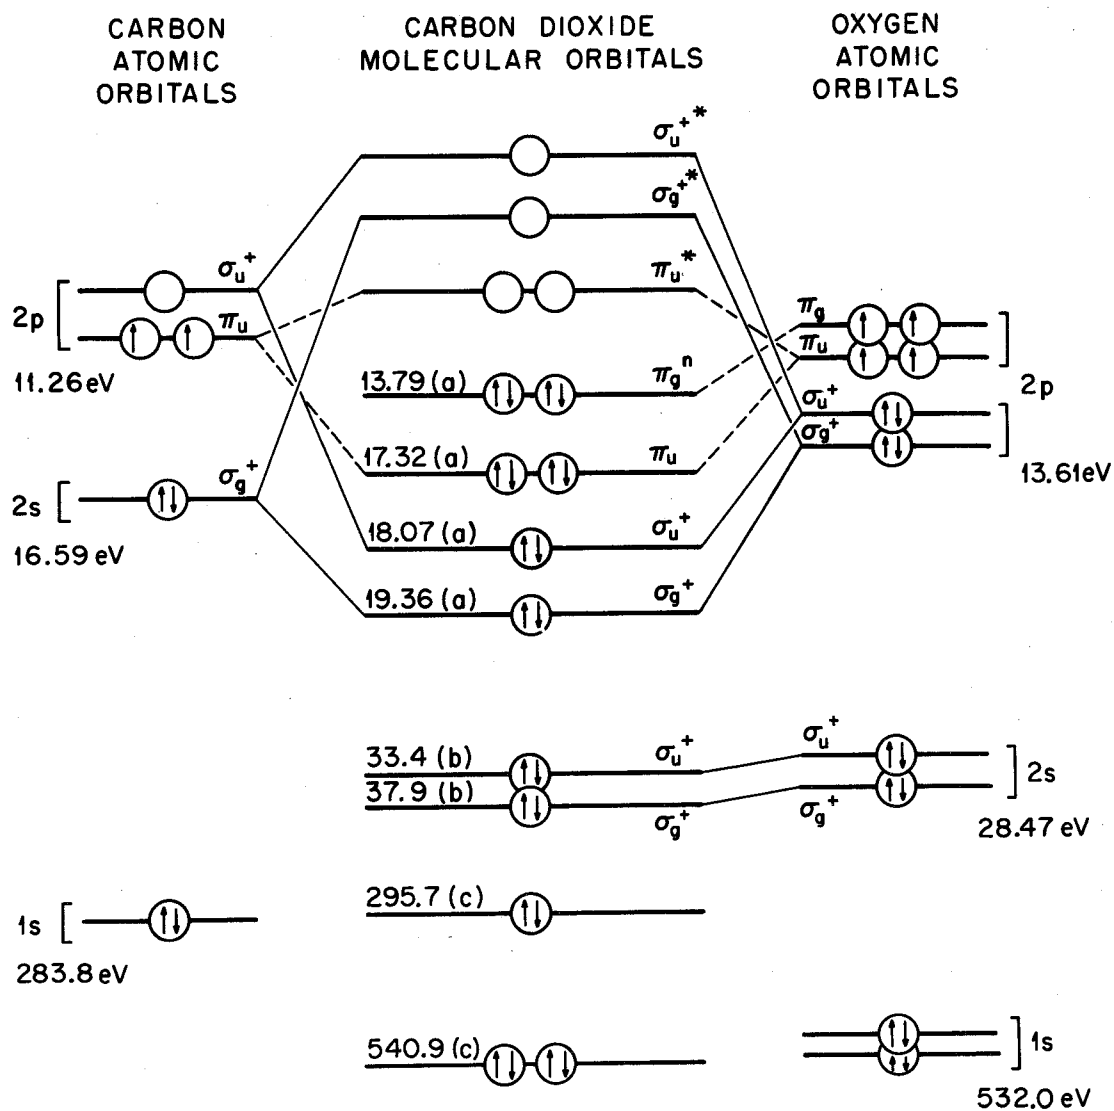 CARBON
ATOMIC
ORBITALS
CARBON DIOXIDE
MOLECULAR ORBITALS
OXYGEN
ATOMIC
ORBITALS
σu+*
σg+*
σu+
πu*
2p
πu
11.26 eV
πg
πu
2p
13.79 (a)
πgn
σu+
σg+
13.61eV
17.32 (a)
πu
σg+
2s
16.59 eV
18.07 (a)
σu+
19.36 (a)
σg+
33.4 (b)
σu+
σu+
2s
37.9 (b)
σg+
σg+
28.47 eV
295.7 (c)
1s
283.8 eV
540.9 (c)
1s
532.0 eV